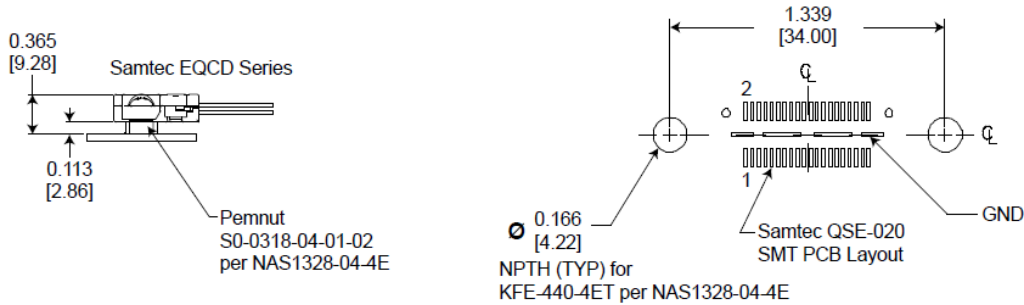 0.365
[9.28]
Samtec EQCD Series
0.113
[2.86]
Pemnut
S0-0318-04-01-02
per NAS1328-04-4E
1.339
[34.00]
CL
2
CL
1
GND
Samtec QSE-020
SMT PCB Layout
Ø 0.166
[4.22]
NPTH (TYP) for
KFE-440-4ET per NAS1328-04-4E